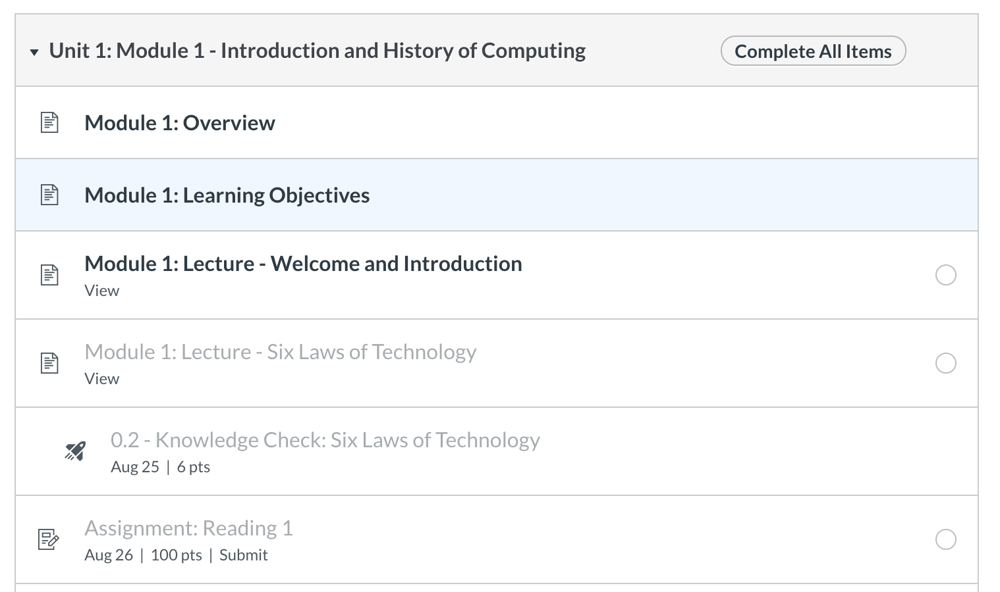 Unit 1: Module 1 - Introduction and History of Computing
Complete All Items
Module 1: Overview
Module 1: Learning Objectives
Module 1: Lecture - Welcome and Introduction
View
Module 1: Lecture - Six Laws of Technology
View
0.2 - Knowledge Check: Six Laws of Technology
Aug 25 | 6 pts
Assignment: Reading 1
Aug 26 | 100 pts | Submit